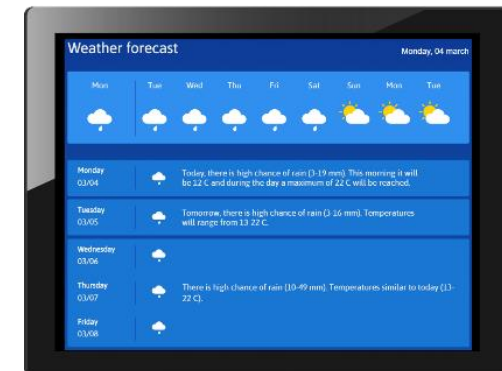 Weather forecast
Monday, 04 march
Mon Tue Wed Thu Fri Sat Sun Mon Tue
Monday
03/04
Today, there is high chance of rain (3-19 mm). This morning it will
be 12 C and during the day a maximum of 22 C will be reached.
Tuesday
03/05
Tomorrow, there is high chance of rain (3-16 mm). Temperatures
will range from 13-22 C.
Wednesday
03/06
Thursday
03/07
There is high chance of rain (10-49 mm). Temperatures similar to today (13-
22 C).
Friday
03/08